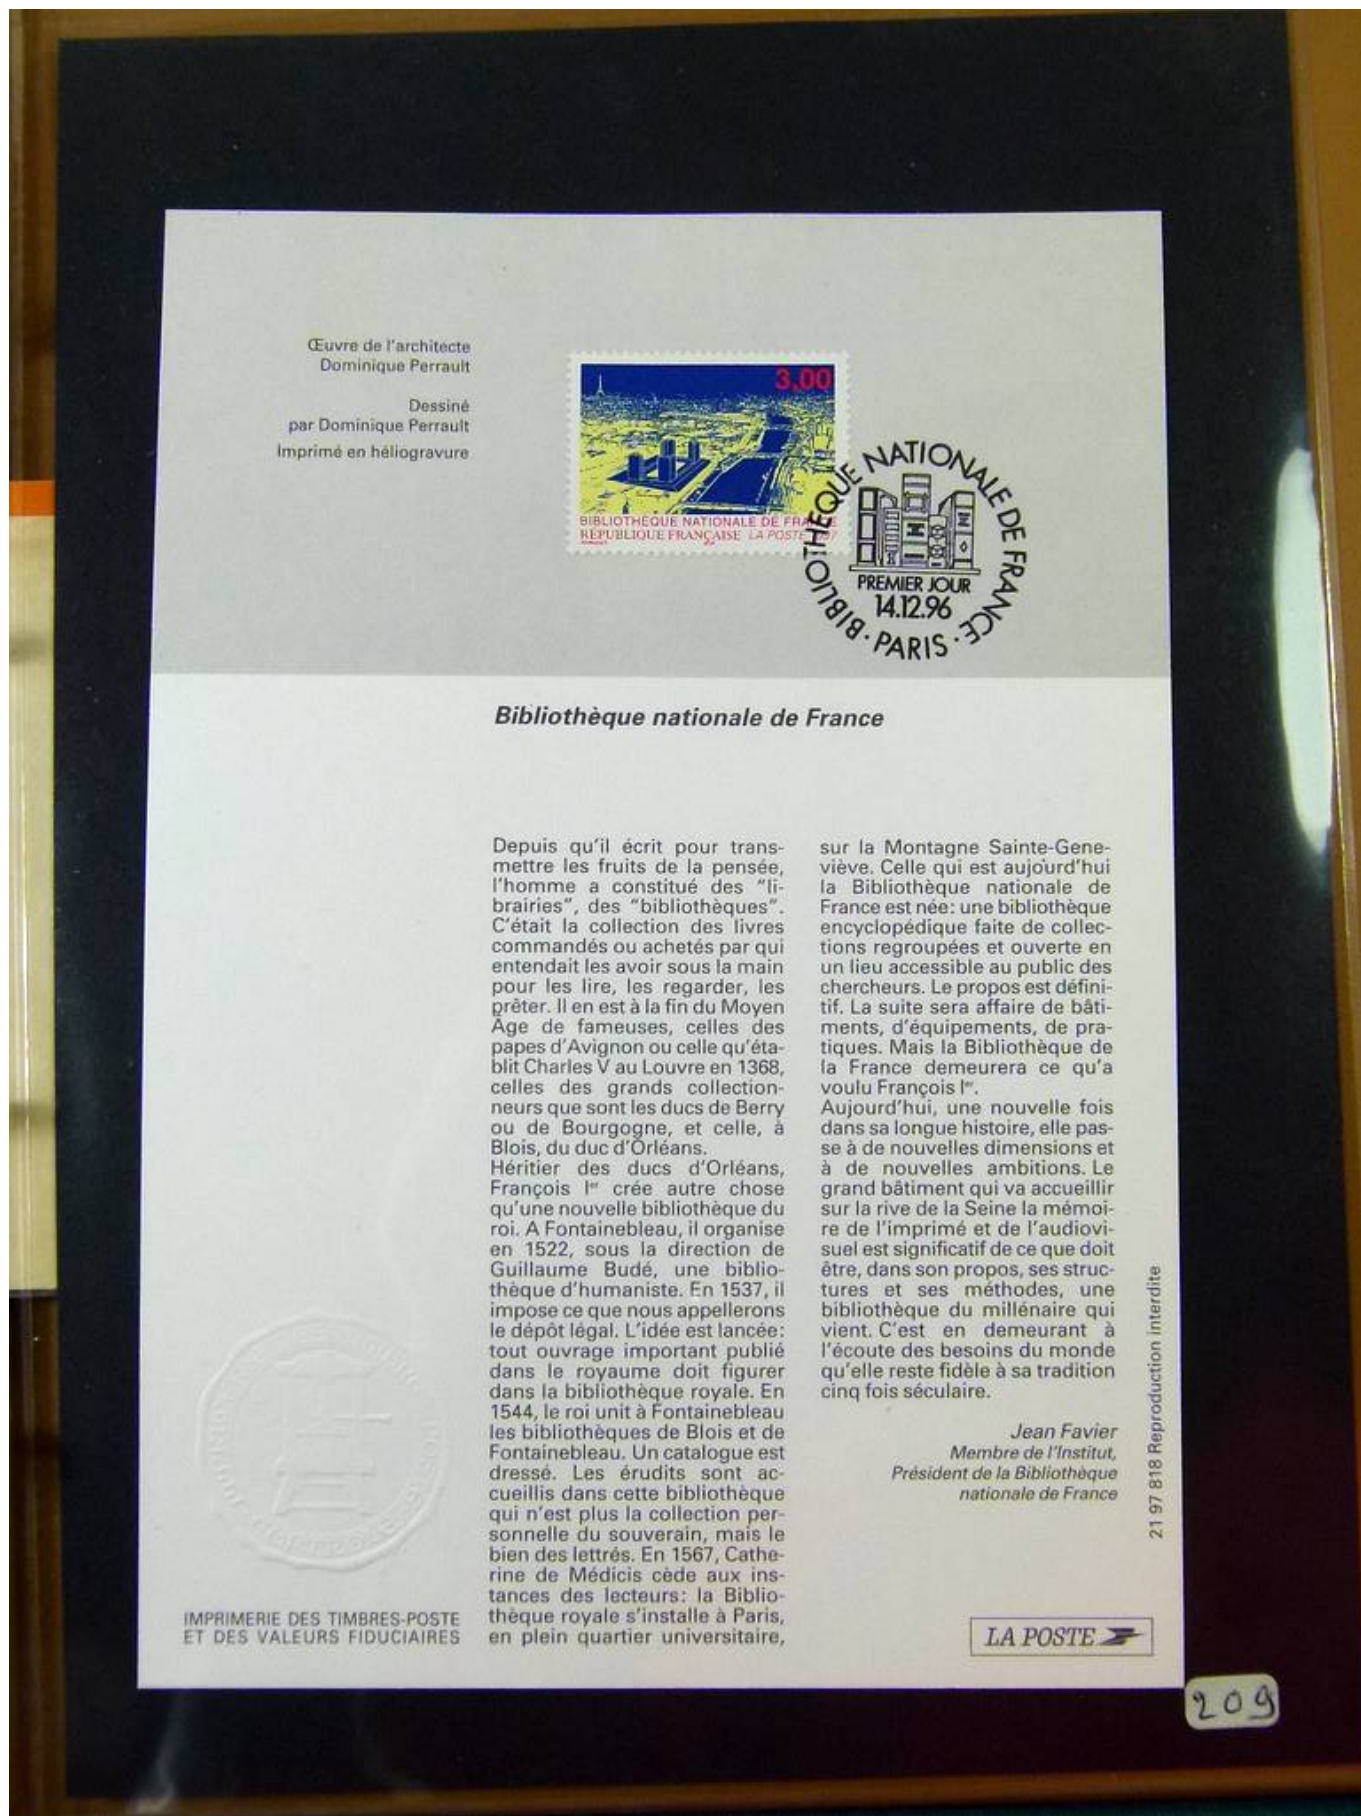 Œuvre de l'architecte
Dominique Perrault
Dessiné
par Dominique Perrault
Imprimé en héliogravure
3,00
BIBLIOTHÈQUE NATIONALE DE FRANCE
RÉPUBLIQUE FRANÇAISE LA POSTE
BIBLIOTHEQUE NATIONALE DE FRANCE
PREMIER JOUR
14.12.96
· PARIS ·
Bibliothèque nationale de France
Depuis qu'il écrit pour trans-
mettre les fruits de la pensée,
l'homme a constitué des "li-
brairies", des "bibliothèques".
C'était la collection des livres
commandés ou achetés par qui
entendait les avoir sous la main
pour les lire, les regarder, les
prêter. Il en est à la fin du Moyen
Âge de fameuses, celles des
papes d'Avignon ou celle qu'éta-
blit Charles V au Louvre en 1368,
celles des grands collection-
neurs que sont les ducs de Berry
ou de Bourgogne, et celle, à
Blois, du duc d'Orléans.
Héritier des ducs d'Orléans,
François Ier crée autre chose
qu'une nouvelle bibliothèque du
roi. A Fontainebleau, il organise
en 1522, sous la direction de
Guillaume Budé, une biblio-
thèque d'humaniste. En 1537, il
impose ce que nous appellerons
le dépôt légal. L'idée est lancée:
tout ouvrage important publié
dans le royaume doit figurer
dans la bibliothèque royale. En
1544, le roi unit à Fontainebleau
les bibliothèques de Blois et de
Fontainebleau. Un catalogue est
dressé. Les érudits sont ac-
cueillis dans cette bibliothèque
qui n'est plus la collection per-
sonnelle du souverain, mais le
bien des lettrés. En 1567, Cathe-
rine de Médicis cède aux ins-
tances des lecteurs: la Biblio-
thèque royale s'installe à Paris,
en plein quartier universitaire,
sur la Montagne Sainte-Gene-
viève. Celle qui est aujourd'hui
la Bibliothèque nationale de
France est née: une bibliothèque
encyclopédique faite de collec-
tions regroupées et ouverte en
un lieu accessible au public des
chercheurs. Le propos est défini-
tif. La suite sera affaire de bâti-
ments, d'équipements, de pra-
tiques. Mais la Bibliothèque de
la France demeurera ce qu'a
voulu François Ier.
Aujourd'hui, une nouvelle fois
dans sa longue histoire, elle pas-
se à de nouvelles dimensions et
à de nouvelles ambitions. Le
grand bâtiment qui va accueillir
sur la rive de la Seine la mémoi-
re de l'imprimé et de l'audiovi-
suel est significatif de ce que doit
être, dans son propos, ses struc-
tures et ses méthodes, une
bibliothèque du millénaire qui
vient. C'est en demeurant à
l'écoute des besoins du monde
qu'elle reste fidèle à sa tradition
cinq fois séculaire.
Jean Favier
Membre de l'Institut,
Président de la Bibliothèque
nationale de France
21 97 818 Reproduction interdite
IMPRIMERIE DES TIMBRES-POSTE
ET DES VALEURS FIDUCIAIRES
LA POSTE
209